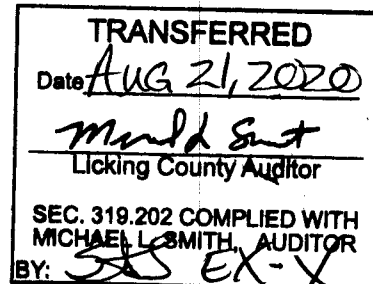 TRANSFERRED
Date AUG 21, 2020
Licking County Auditor
SEC. 319.202 COMPLIED WITH
MICHAEL L. SMITH, AUDITOR
BY: EX-V